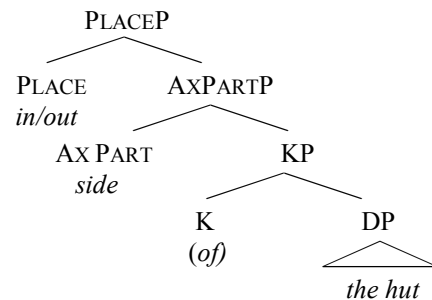 PLACEP
PLACE AXPARTP
in/out
AX PART KP
side
K DP
(of)
the hut